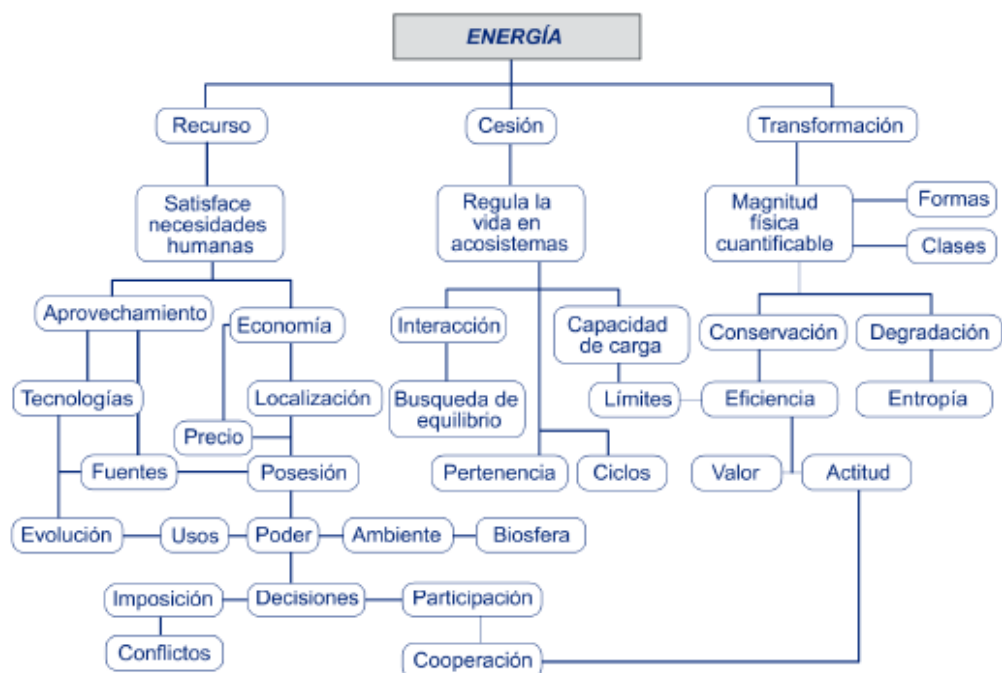 ENERGÍA
Recurso
Cesión
Transformación
Satisface
necesidades
humanas
Regula la
vida en
acosistemas
Magnitud
física
cuantificable
Formas
Clases
Aprovechamiento
Economía
Interacción
Capacidad
de carga
Conservación
Degradación
Tecnologías
Localización
Busqueda de
equilibrio
Límites
Eficiencia
Entropía
Precio
Fuentes
Posesión
Pertenencia
Ciclos
Valor
Actitud
Evolución
Usos
Poder
Ambiente
Biosfera
Imposición
Decisiones
Participación
Conflictos
Cooperación